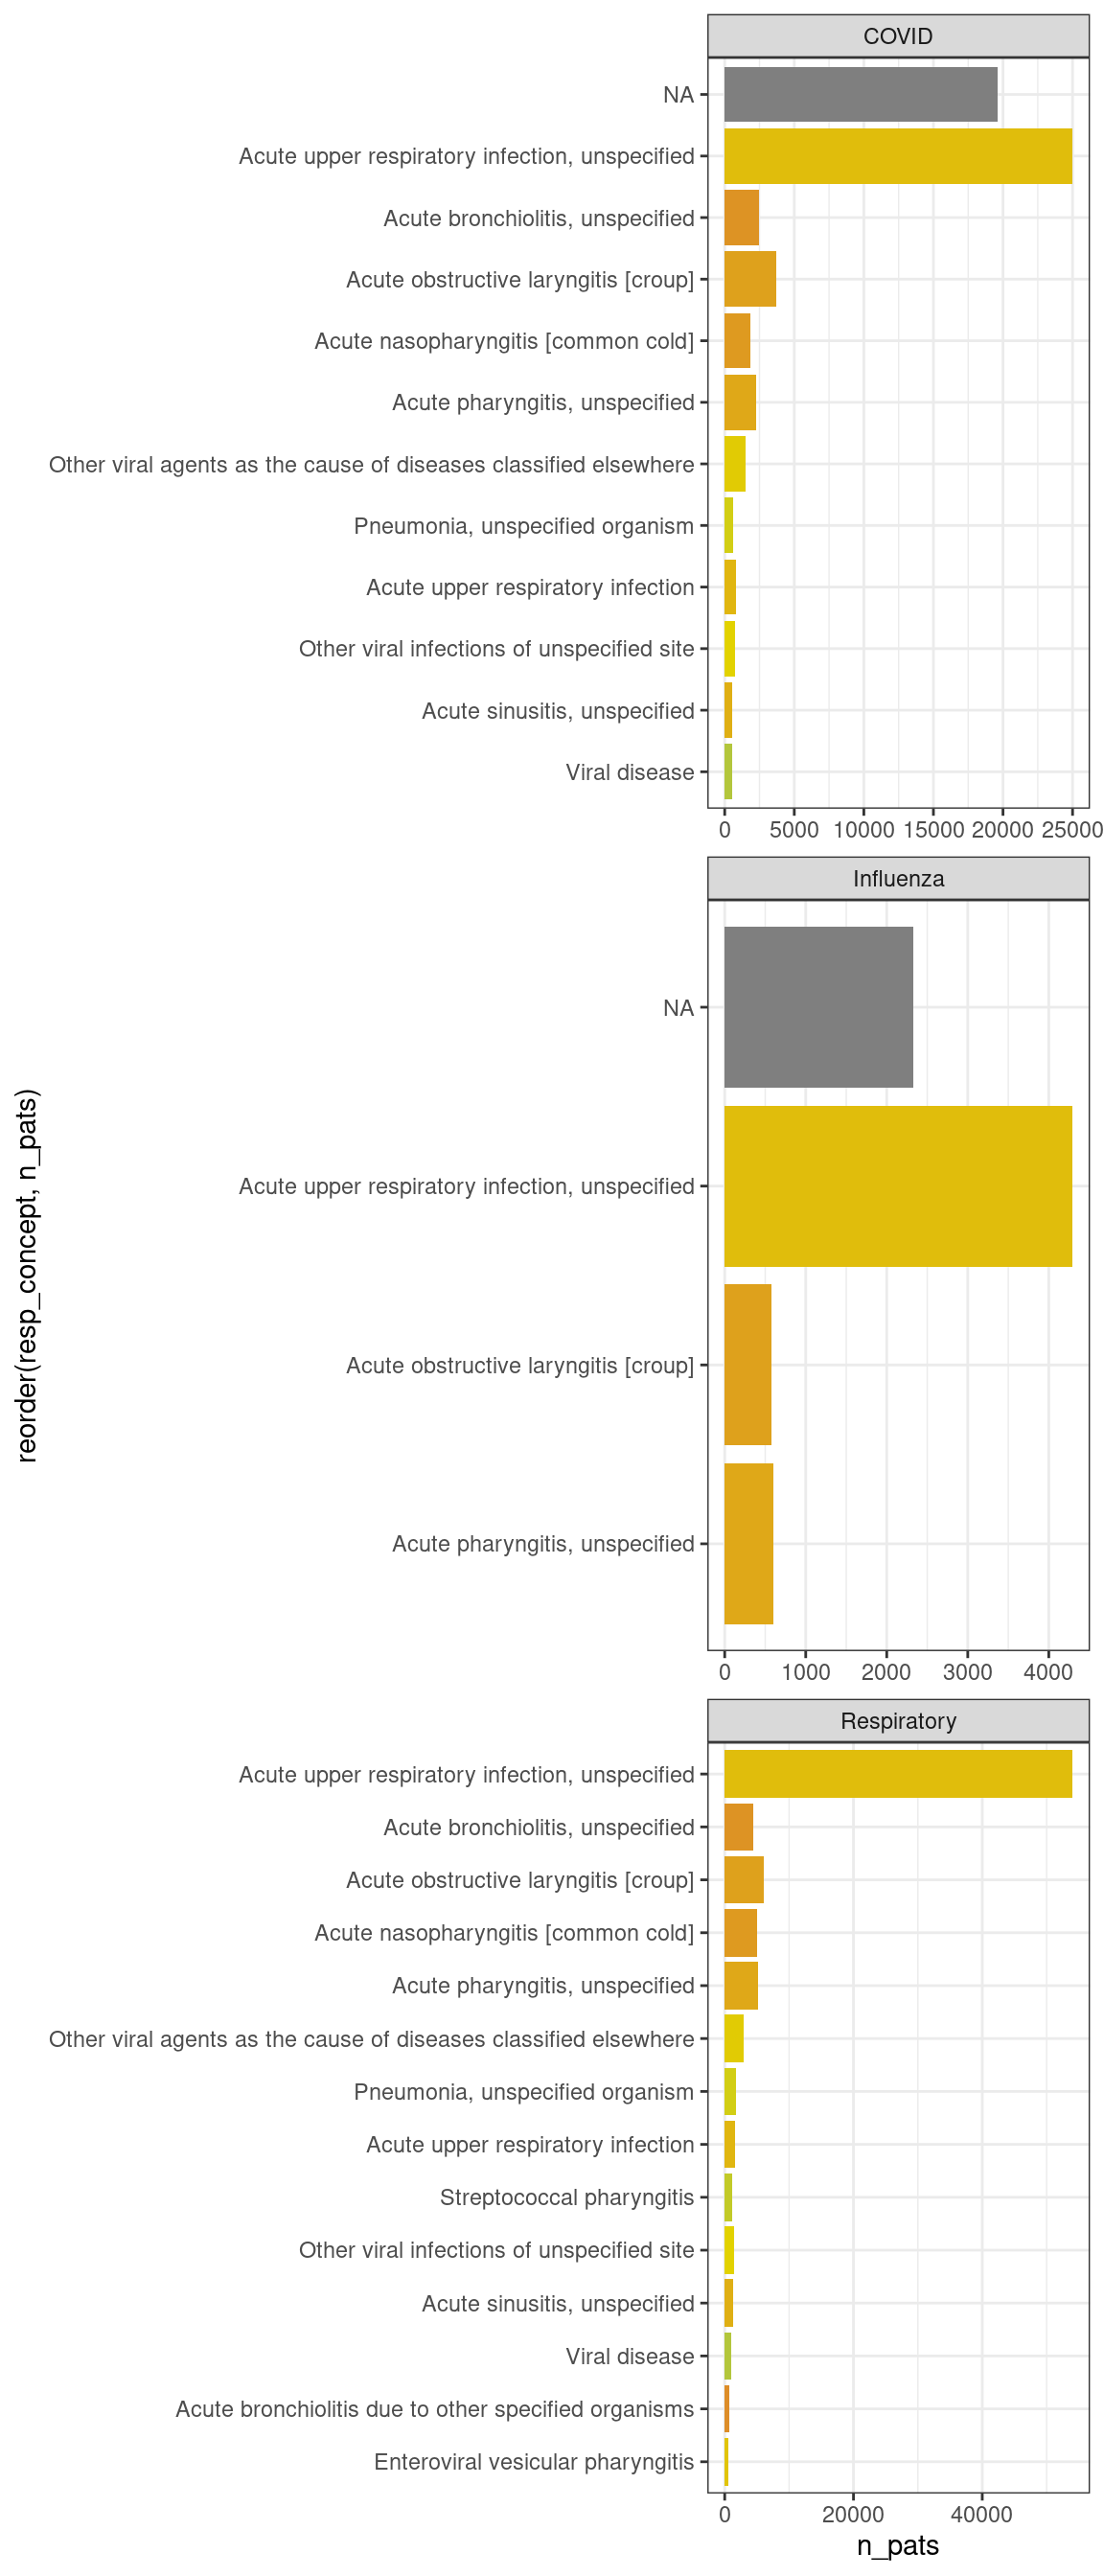 COVID
NA
Acute upper respiratory infection, unspecified
Acute bronchiolitis, unspecified
Acute obstructive laryngitis [croup]
Acute nasopharyngitis [common cold]
Acute pharyngitis, unspecified
Other viral agents as the cause of diseases classified elsewhere
Pneumonia, unspecified organism
Acute upper respiratory infection
Other viral infections of unspecified site
Acute sinusitis, unspecified
Viral disease
0 5000 10000 15000 20000 25000
Influenza
NA
Acute upper respiratory infection, unspecified
Acute obstructive laryngitis [croup]
Acute pharyngitis, unspecified
0 1000 2000 3000 4000
reorder(resp_concept, n_pats)
Respiratory
Acute upper respiratory infection, unspecified
Acute bronchiolitis, unspecified
Acute obstructive laryngitis [croup]
Acute nasopharyngitis [common cold]
Acute pharyngitis, unspecified
Other viral agents as the cause of diseases classified elsewhere
Pneumonia, unspecified organism
Acute upper respiratory infection
Streptococcal pharyngitis
Other viral infections of unspecified site
Acute sinusitis, unspecified
Viral disease
Acute bronchiolitis due to other specified organisms
Enteroviral vesicular pharyngitis
0 20000 40000
n_pats